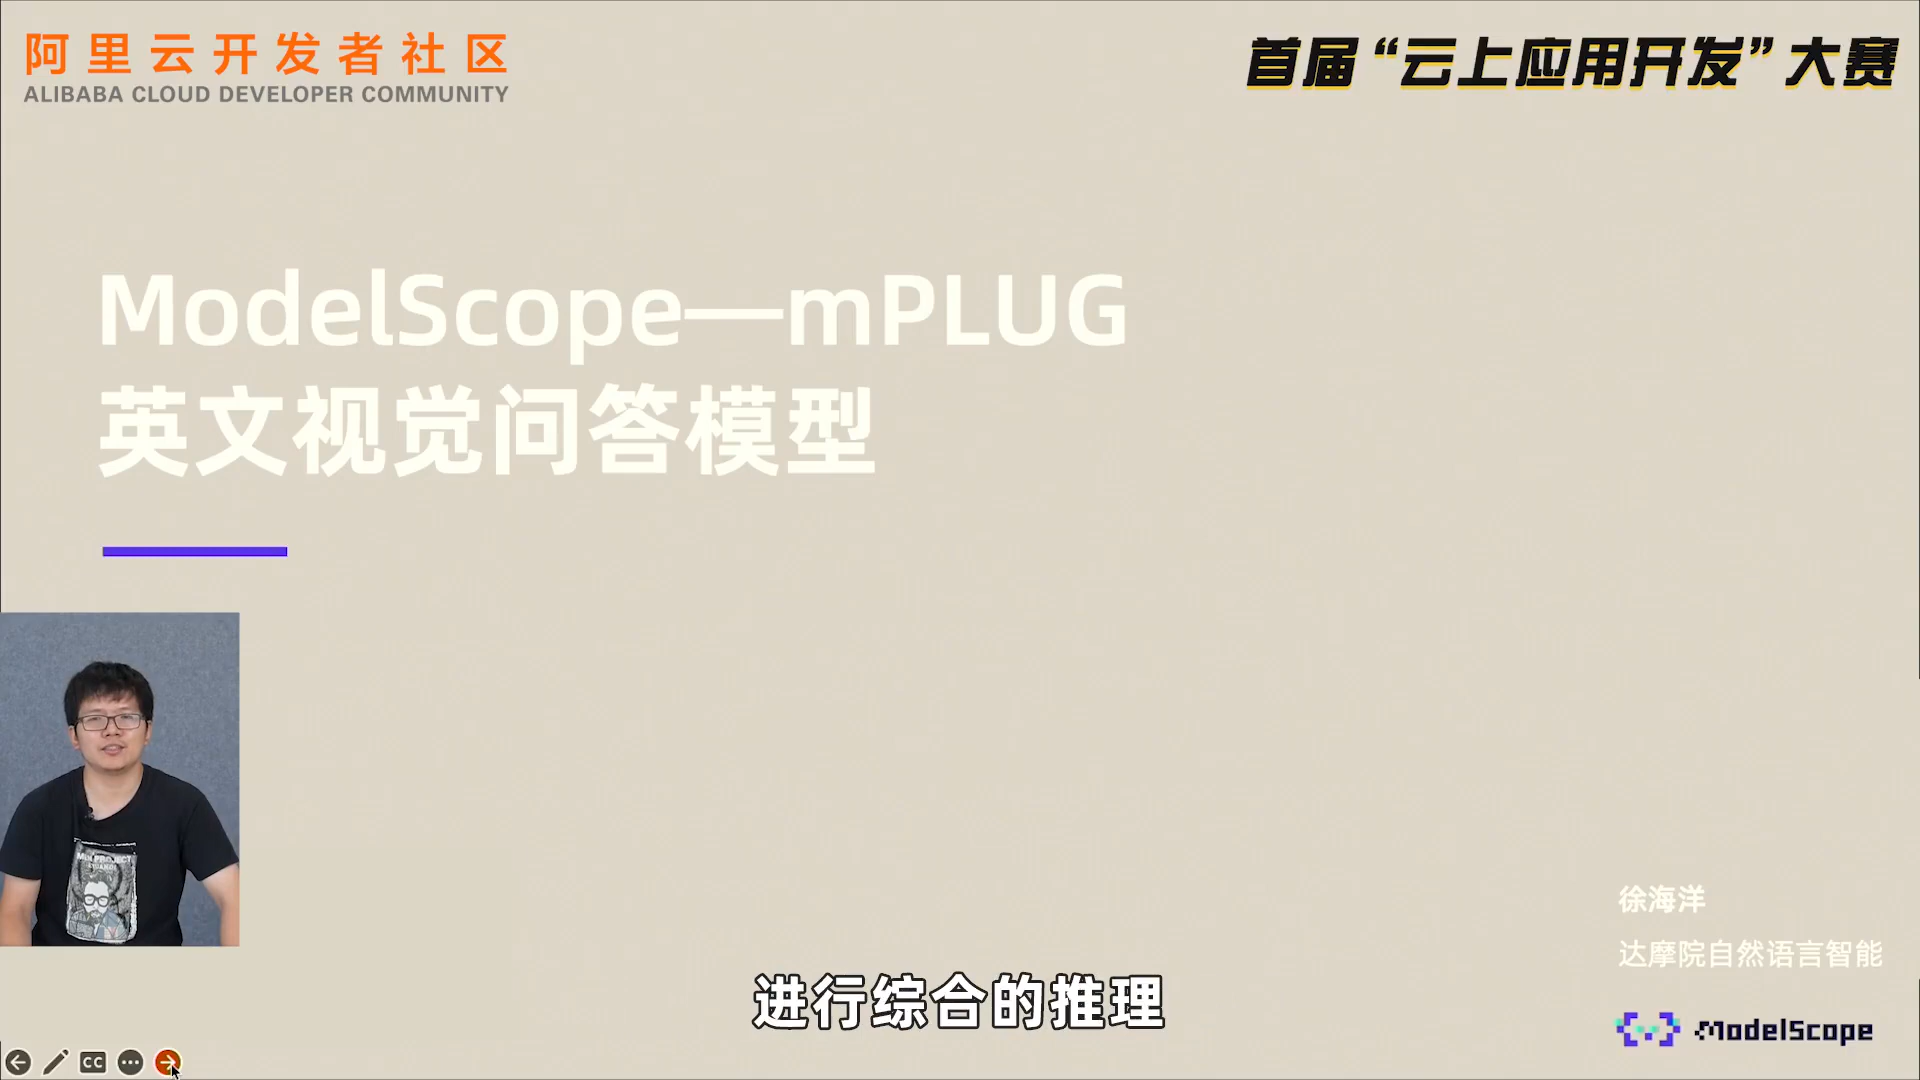 阿里云开发者社区
ALIBABA CLOUD DEVELOPER COMMUNITY
首届“云上应用开发”大赛
ModelScope—mPLUG
英文视觉问答模型
徐海洋
达摩院自然语言智能
进行综合的推理
ModelScope
CC